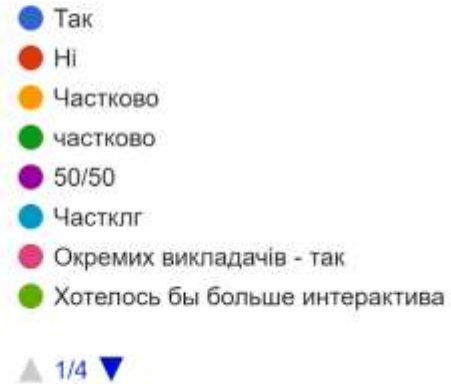 Так
Ні
Частково
частково
50/50
Частклг
Окремих викладачів - так
Хотелось бы больше интерактива
1/4